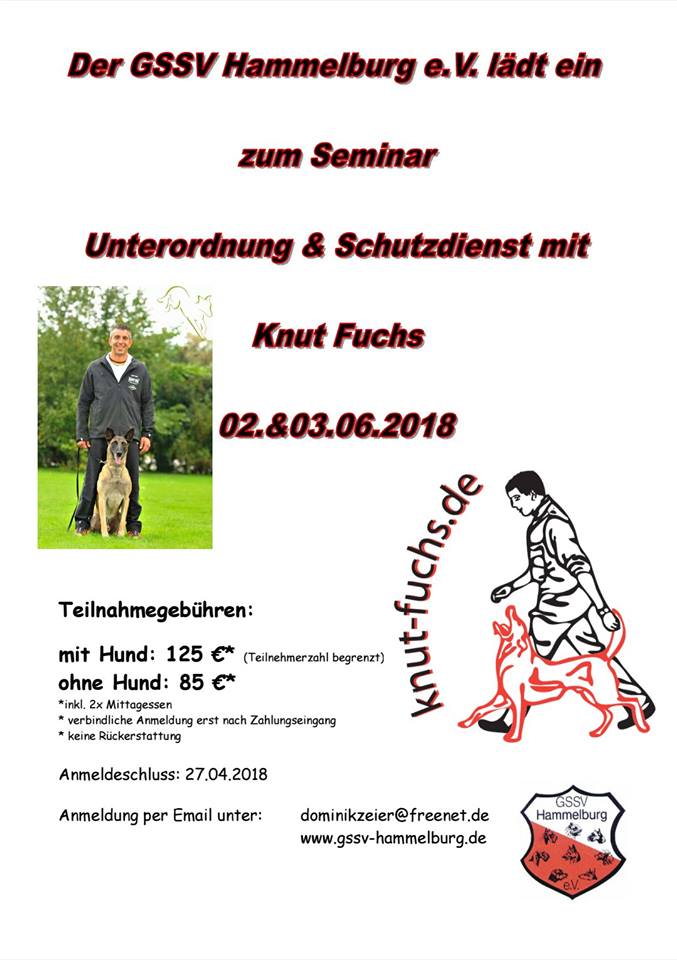 Der GSSV Hammelburg e.V. lädt ein
zum Seminar
Unterordnung & Schutzdienst mit
Knut Fuchs
02.&03.06.2018
knut-fuchs.de
Teilnahmegebühren:
mit Hund: 125 €* (Teilnehmerzahl begrenzt)
ohne Hund: 85 €*
*inkl. 2x Mittagessen
* verbindliche Anmeldung erst nach Zahlungseingang
* keine Rückerstattung
Anmeldeschluss: 27.04.2018
Anmeldung per Email unter: dominikzeier@freenet.de
www.gssv-hammelburg.de
GSSV
Hammelburg
e.V.